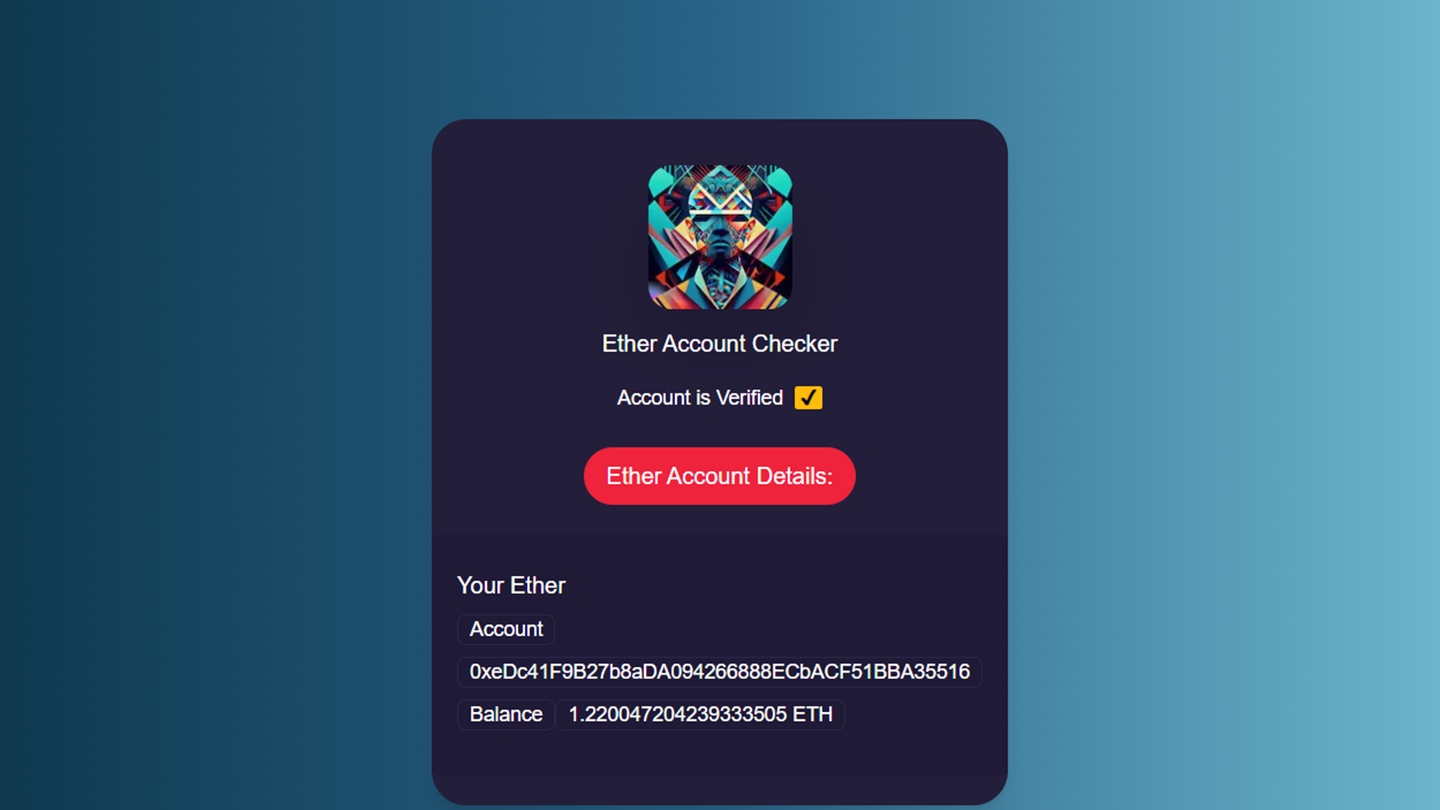 Ether Account Checker
Account is Verified
Ether Account Details:
Your Ether
Account
0xeDc41F9B27b8aDA094266888ECbACF51BBA35516
Balance 1.220047204239333505 ETH